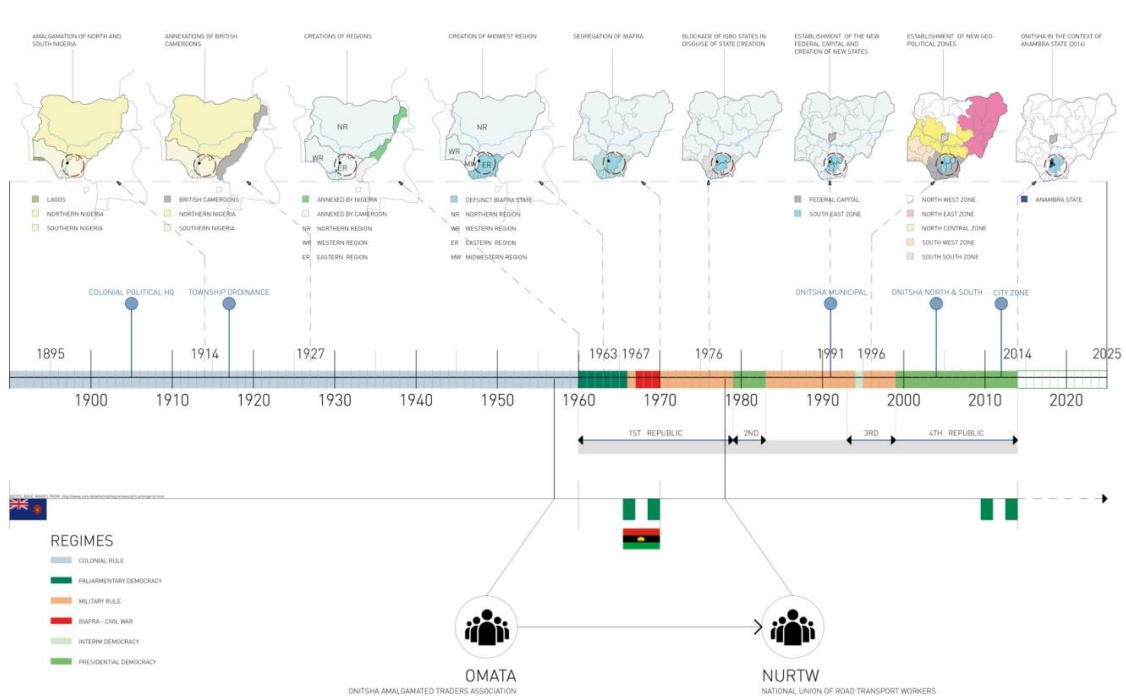 AMALGAMATION OF NORTH AND
SOUTH NIGERIA
ANNEXATIONS OF BRITISH
CAMEROONS
CREATIONS OF REGIONS
CREATION OF MIDWEST REGION
SEGREGATION OF BIAFRA
BLOCKADE OF IGBO STATES IN
DISGUISE OF STATE CREATION
ESTABLISHMENT OF THE NEW
FEDERAL CAPITAL AND
CREATION OF NEW STATES
ESTABLISHMENT OF NEW GEO-
POLITICAL ZONES
ONITSHA IN THE CONTEXT OF
ANAMBRA STATE (2014)
NR
WR
ER
NR
WR
MW
ER
LAGOS
NORTHERN NIGERIA
SOUTHERN NIGERIA
BRITISH CAMEROONS
NORTHERN NIGERIA
SOUTHERN NIGERIA
ANNEXED BY NIGERIA
ANNEXED BY CAMEROON
NR NORTHERN REGION
WR WESTERN REGION
ER EASTERN REGION
DEFUNCT BIAFRA STATE
NR NORTHERN REGION
WR WESTERN REGION
ER EASTERN REGION
MW MIDWESTERN REGION
FEDERAL CAPITAL
SOUTH EAST ZONE
NORTH WEST ZONE
NORTH EAST ZONE
NORTH CENTRAL ZONE
SOUTH WEST ZONE
SOUTH SOUTH ZONE
ANAMBRA STATE
COLONIAL POLITICAL HQ
TOWNSHIP ORDINANCE
ONITSHA MUNICIPAL
ONITSHA NORTH & SOUTH
CITY ZONE
1895 1914 1927 1963 1967 1976 1991 1996 2014 2025
1900 1910 1920 1930 1940 1950 1960 1970 1980 1990 2000 2010 2020
1ST REPUBLIC
2ND
3RD
4TH REPUBLIC
REGIMES
COLONIAL RULE
PALIARMENTARY DEMOCRACY
MILITARY RULE
BIAFRA - CIVIL WAR
INTERIM DEMOCRACY
PRESIDENTIAL DEMOCRACY
OMATA
ONITSHA AMALGAMATED TRADERS ASSOCIATION
NURTW
NATIONAL UNION OF ROAD TRANSPORT WORKERS